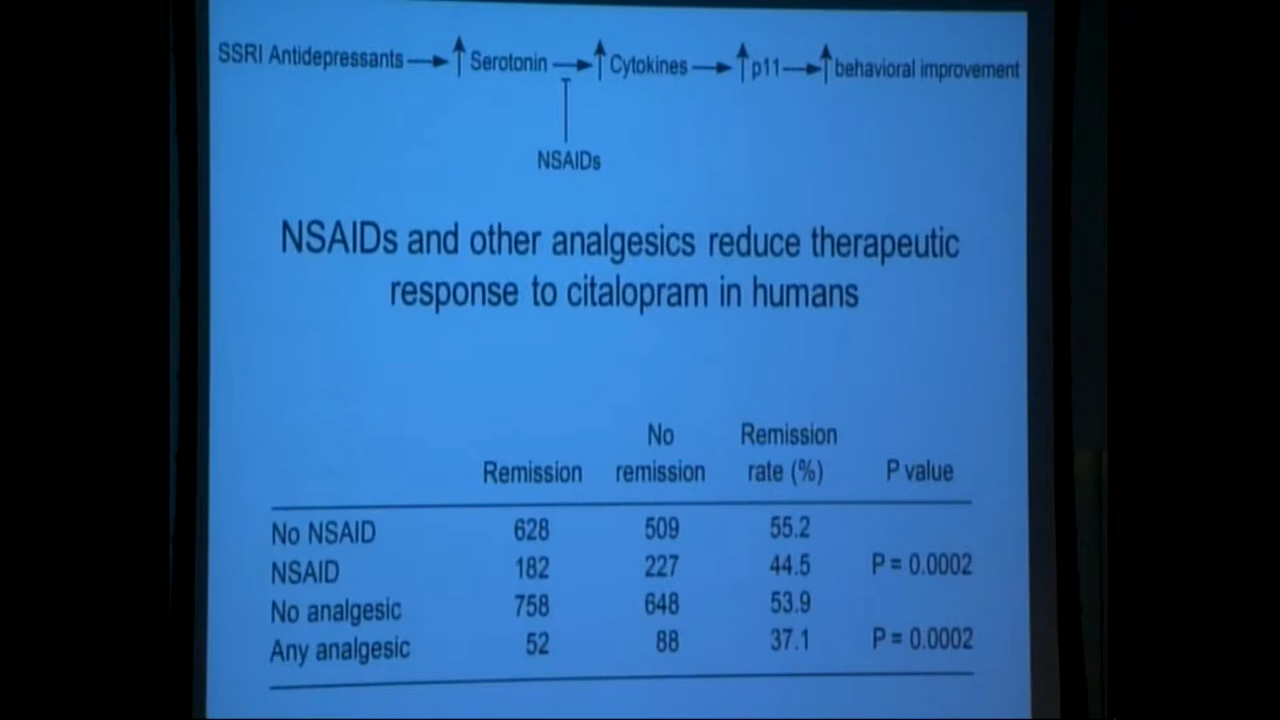 SSRI Antidepressants → ↑ Serotonin → ↑ Cytokines → ↑ p11 → ↑ behavioral improvement
NSAIDs
NSAIDs and other analgesics reduce therapeutic
response to citalopram in humans
No Remission
Remission remission rate (%) P value
No NSAID 628 509 55.2
NSAID 182 227 44.5 P = 0.0002
No analgesic 758 648 53.9
Any analgesic 52 88 37.1 P = 0.0002